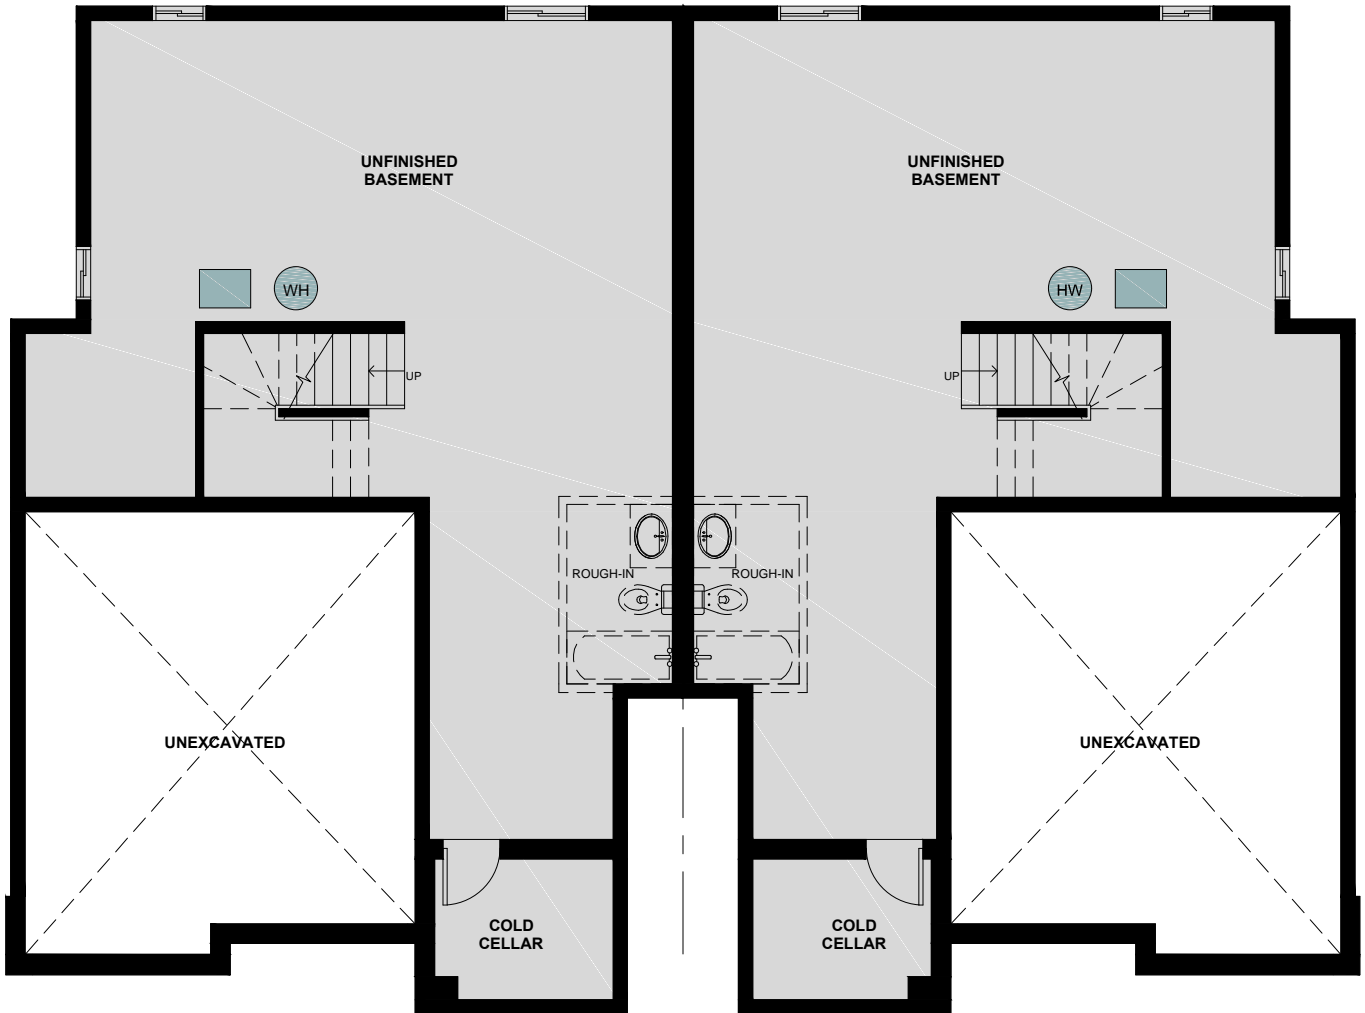 UNFINISHED
BASEMENT
UNFINISHED
BASEMENT
WH
HW
UP
UP
ROUGH-IN
ROUGH-IN
UNEXCAVATED
UNEXCAVATED
COLD
CELLAR
COLD
CELLAR